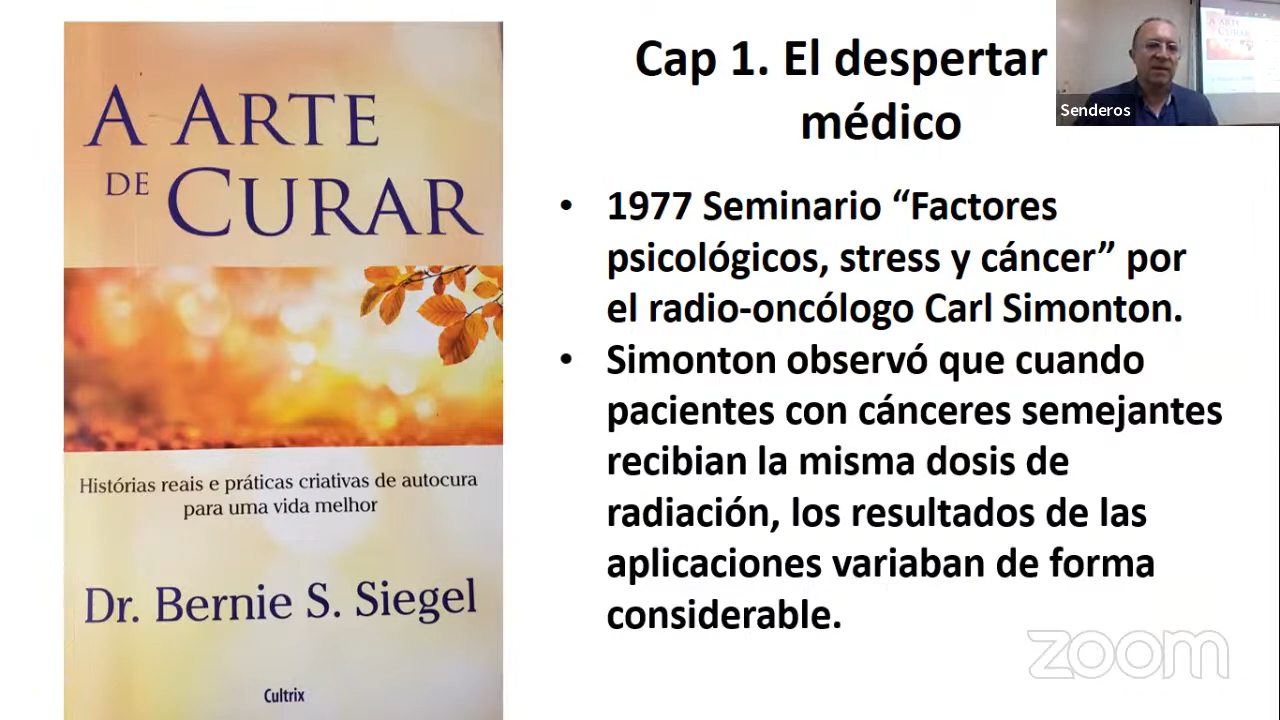 A ARTE
DE CURAR
Histórias reais e práticas criativas de autocura
para uma vida melhor
Dr. Bernie S. Siegel
Cultrix
Cap 1. El despertar
médico
• 1977 Seminario “Factores
psicológicos, stress y cáncer” por
el radio-oncólogo Carl Simonton.
• Simonton observó que cuando
pacientes con cánceres semejantes
recibian la misma dosis de
radiación, los resultados de las
aplicaciones variaban de forma
considerable.
Senderos
zoom